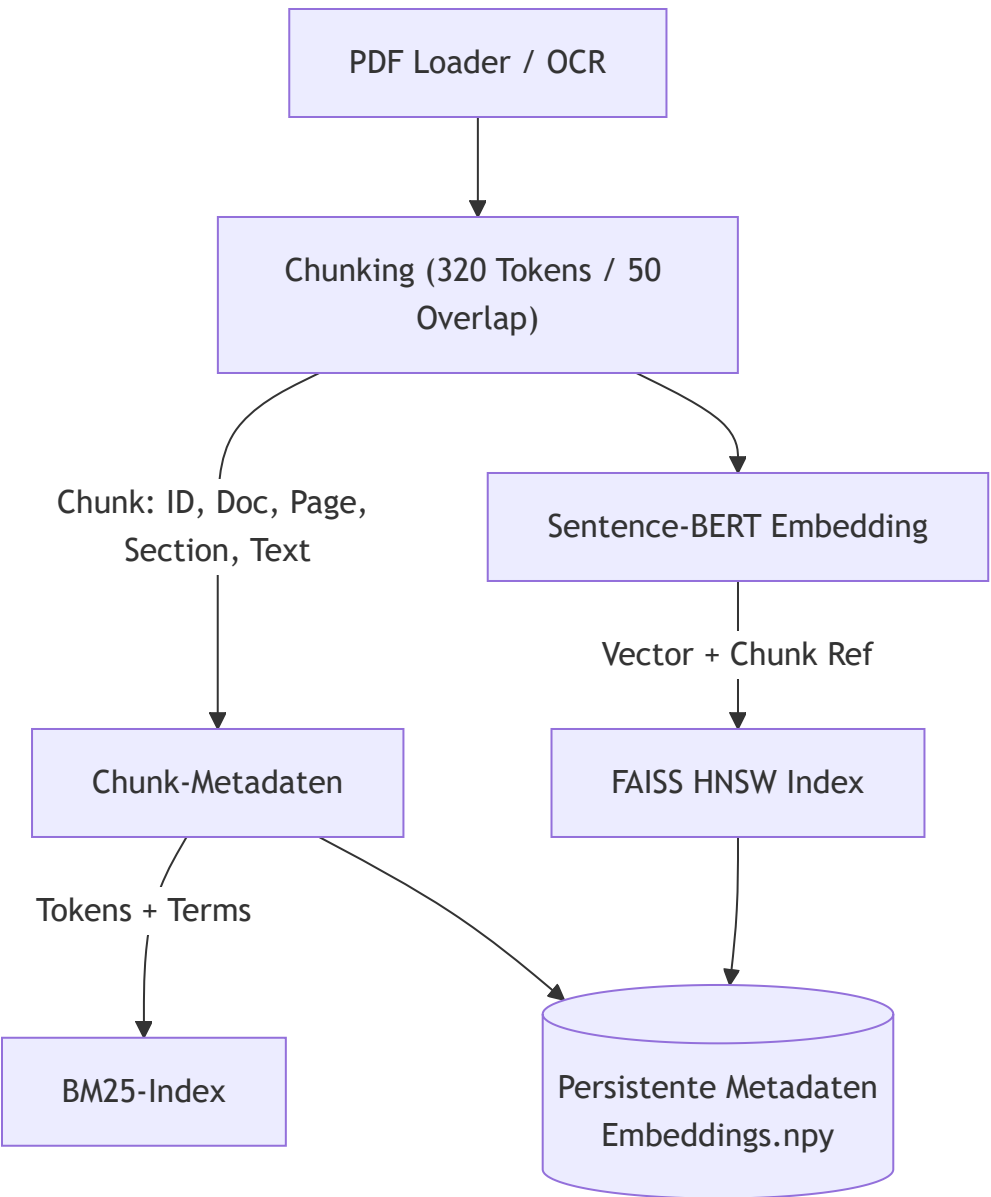 PDF Loader / OCR
Chunking (320 Tokens / 50
Overlap)
Chunk: ID, Doc, Page,
Section, Text
Sentence-BERT Embedding
Vector + Chunk Ref
Chunk-Metadaten
FAISS HNSW Index
Tokens + Terms
BM25-Index
Persistente Metadaten
Embeddings.npy